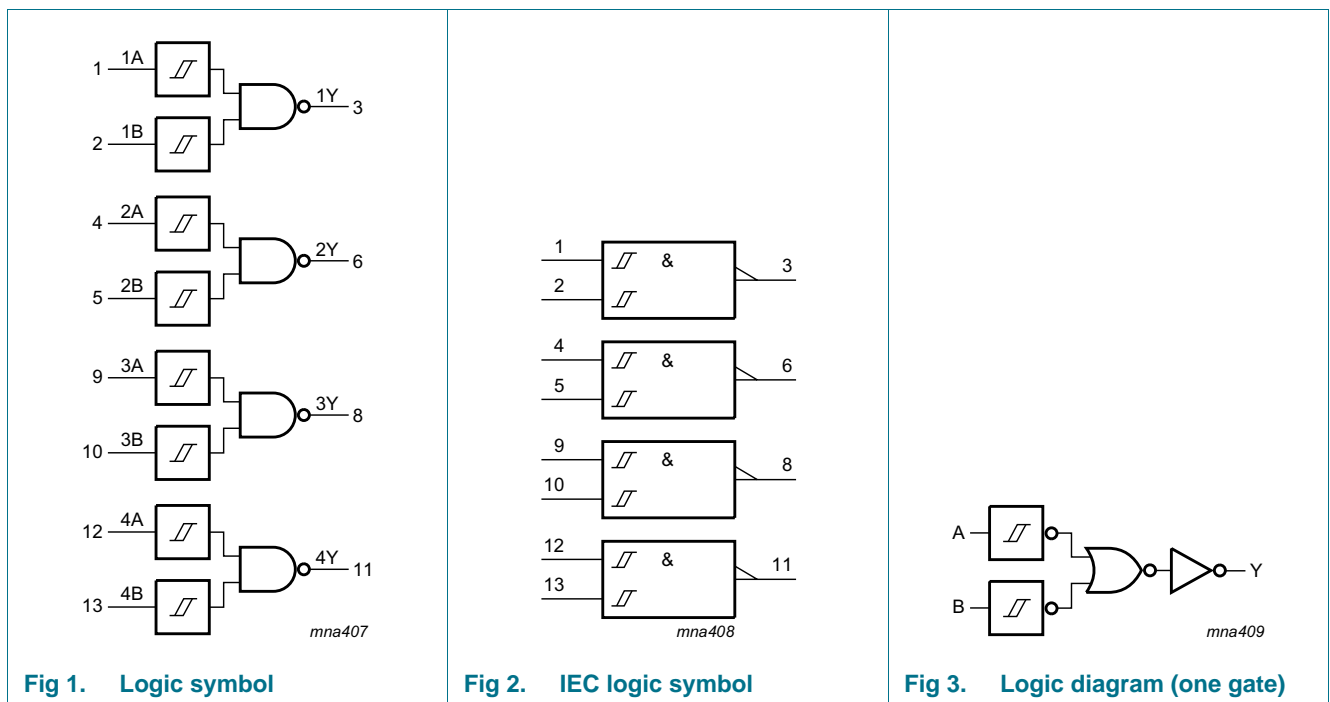 1 1A
1Y 3
2 1B
4 2A
2Y 6
5 2B
9 3A
3Y 8
10 3B
12 4A
4Y 11
13 4B
mna407
Fig 1. Logic symbol
1 &
3
2
4 &
6
5
9 &
8
10
12 &
11
13
mna408
Fig 2. IEC logic symbol
A
Y
B
mna409
Fig 3. Logic diagram (one gate)